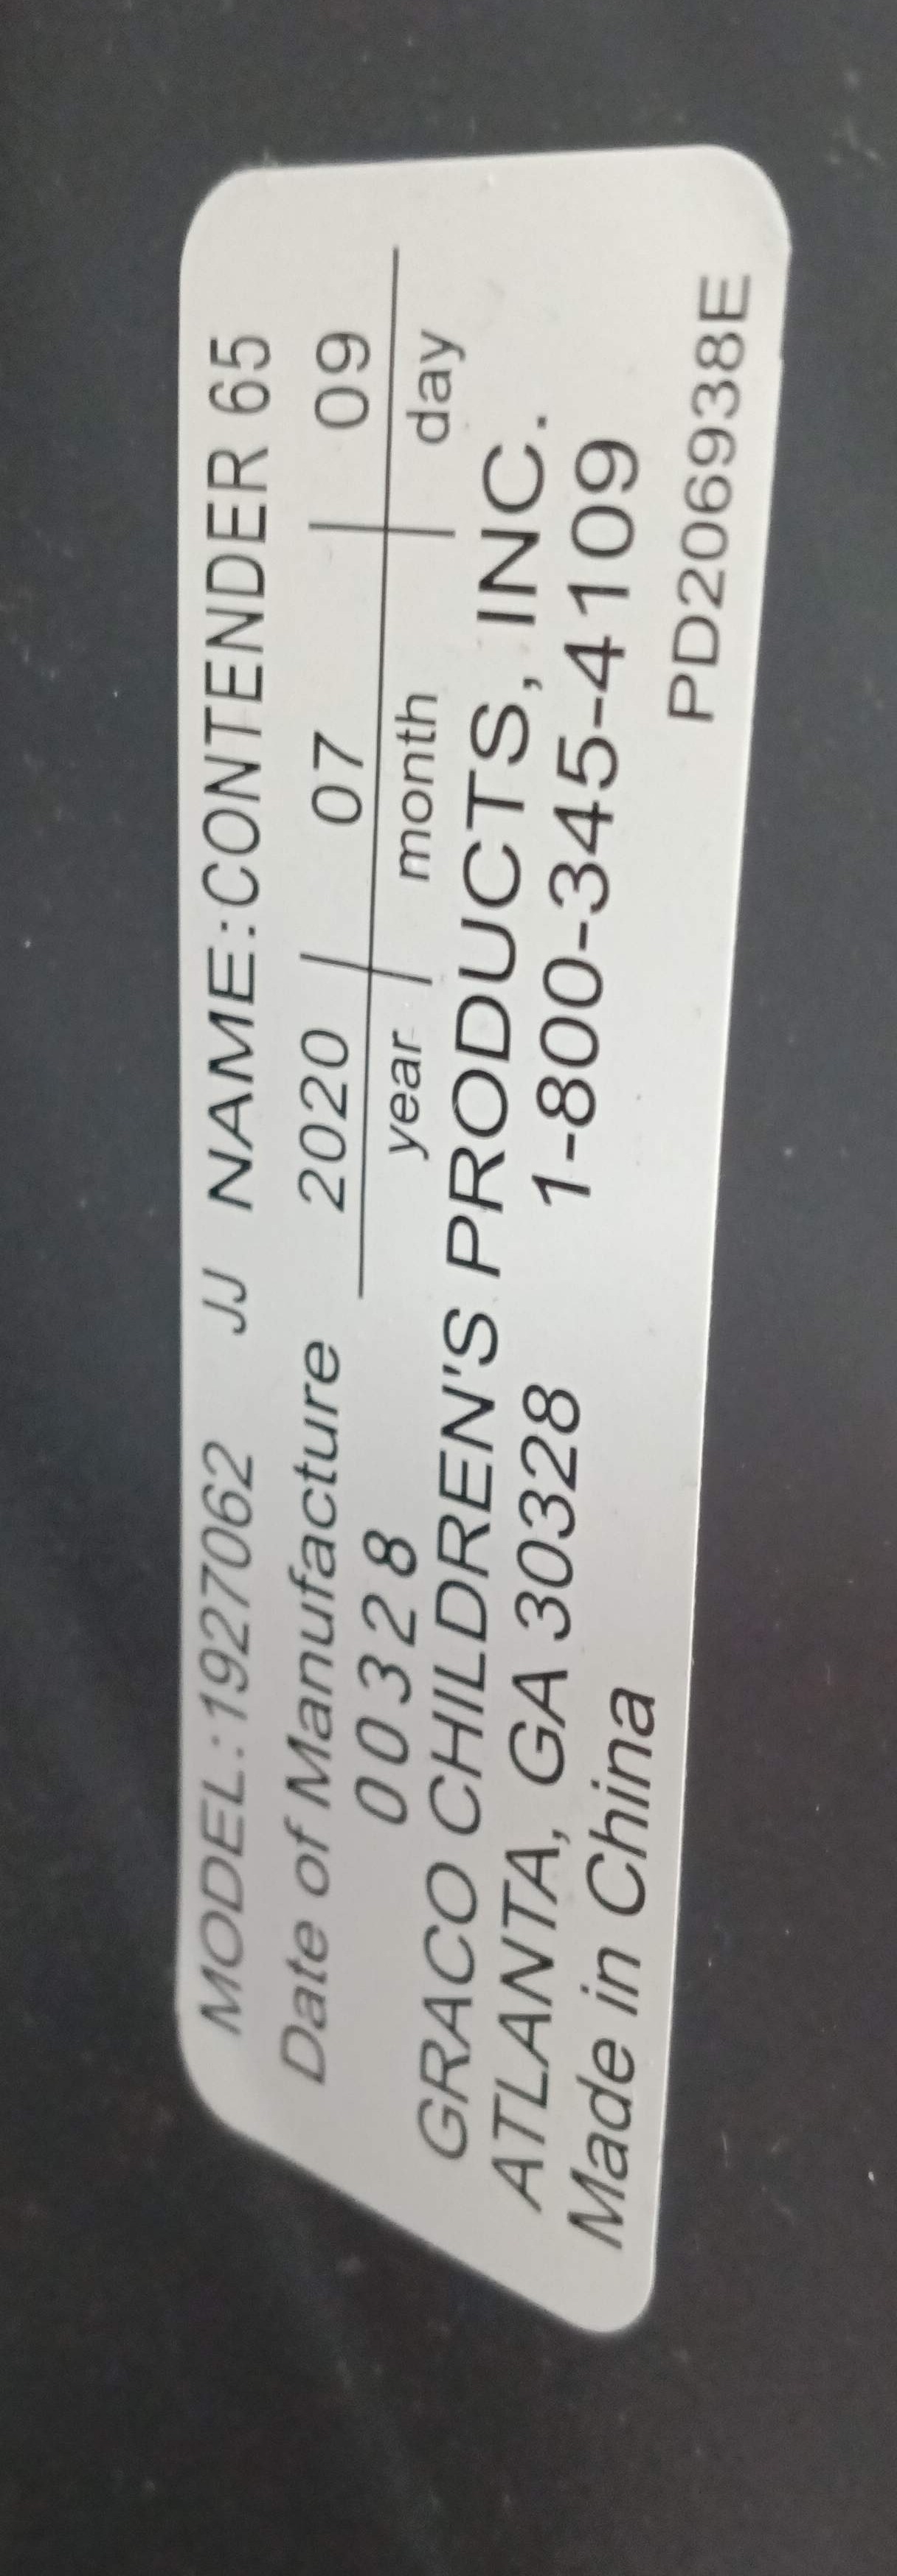 MODEL:1927062 JJ NAME:CONTENDER 65
Date of Manufacture 2020 07 09
year month day
00328
GRACO CHILDREN'S PRODUCTS, INC.
ATLANTA, GA 30328 1-800-345-4109
Made in China
PD206938E